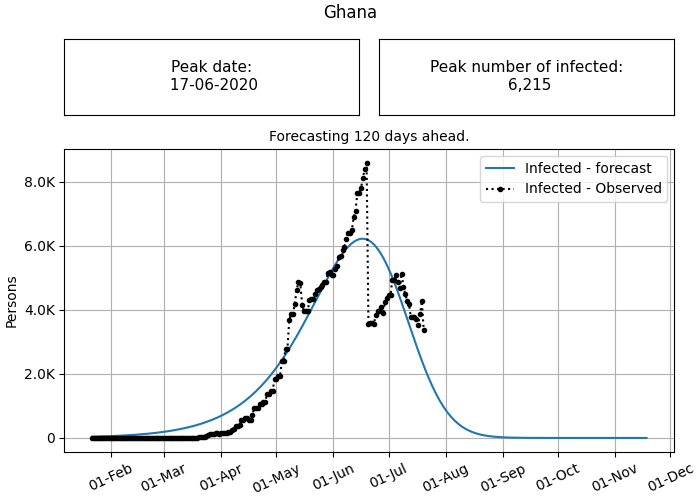 Ghana
Peak date:
17-06-2020
Peak number of infected:
6,215
Forecasting 120 days ahead.
Infected - forecast
Infected - Observed
Persons
8.0K
6.0K
4.0K
2.0K
0
01-Feb
01-Mar
01-Apr
01-May
01-Jun
01-Jul
01-Aug
01-Sep
01-Oct
01-Nov
01-Dec